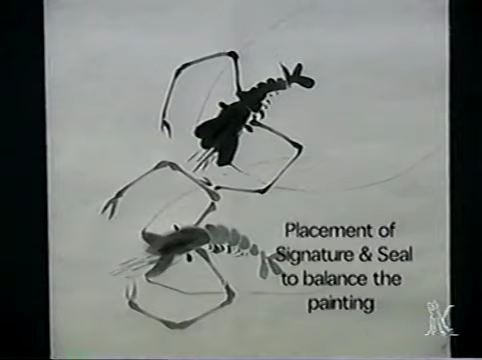 Placement of
Signature & Seal
to balance the
painting